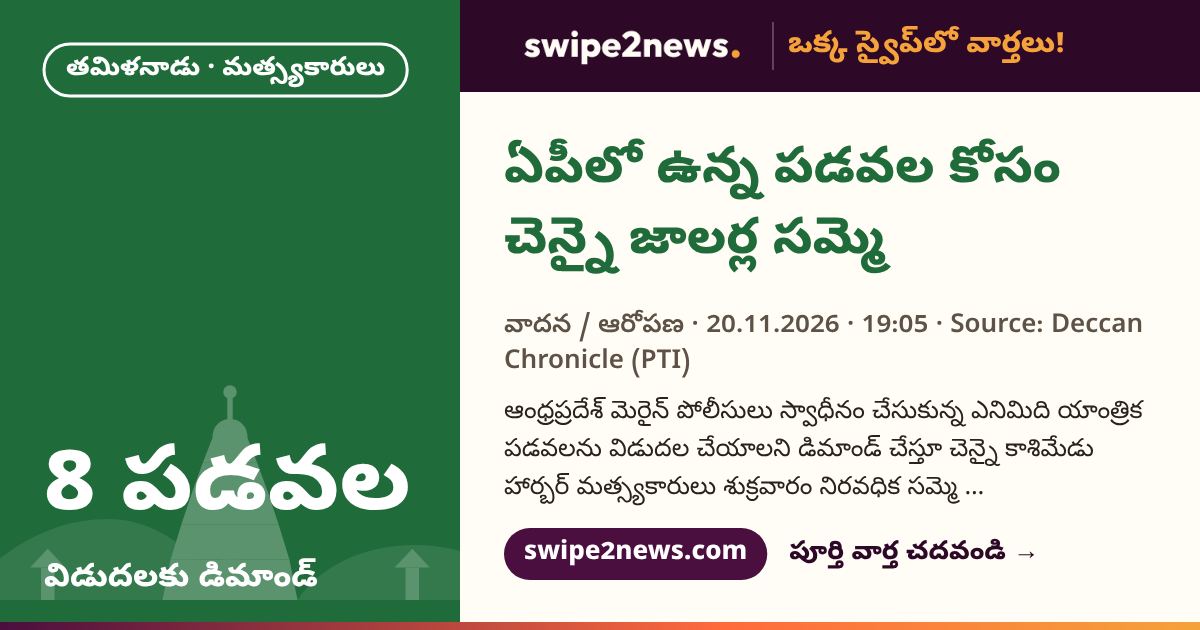 తమిళనాడు · మత్స్యకారులు
8 పడవల
విడుదలకు డిమాండ్
swipe2news.
ఒక్క స్వైప్‌లో వార్తలు!
ఏపీలో ఉన్న పడవల కోసం
చెన్నై జాలర్ల సమ్మె
వాదన / ఆరోపణ · 20.11.2026 · 19:05 · Source: Deccan
Chronicle (PTI)
ఆంధ్రప్రదేశ్ మెరైన్ పోలీసులు స్వాధీనం చేసుకున్న ఎనిమిది యాంత్రిక
పడవలను విడుదల చేయాలని డిమాండ్ చేస్తూ చెన్నై కాశిమేడు
హార్బర్ మత్స్యకారులు శుక్రవారం నిరవధిక సమ్మె ...
swipe2news.com
పూర్తి వార్త చదవండి →